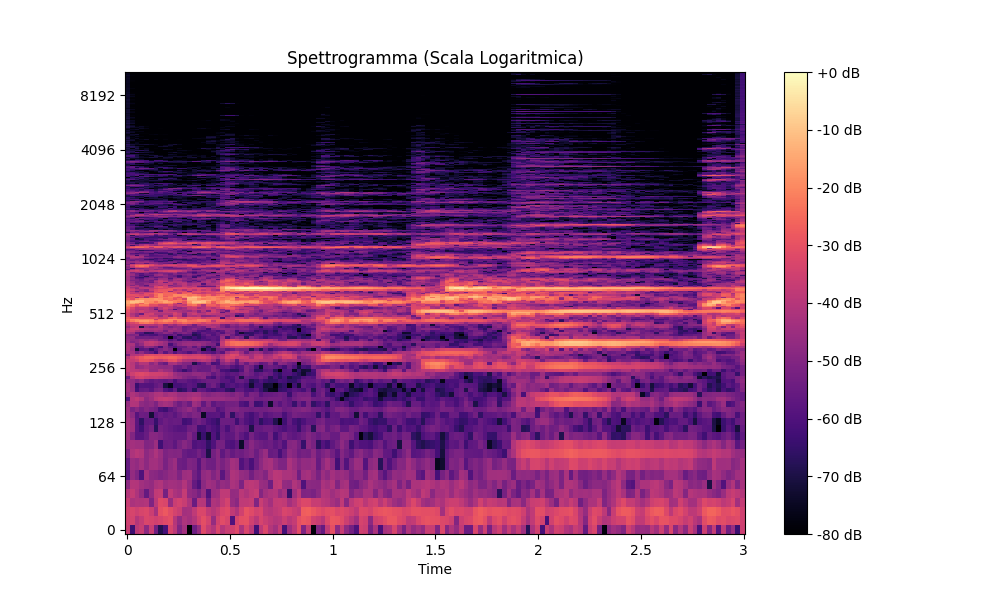 Spettrogramma (Scala Logaritmica)
8192
4096
2048
1024
512
256
128
64
0
Hz
0 0.5 1 1.5 2 2.5 3
Time
+0 dB
-10 dB
-20 dB
-30 dB
-40 dB
-50 dB
-60 dB
-70 dB
-80 dB